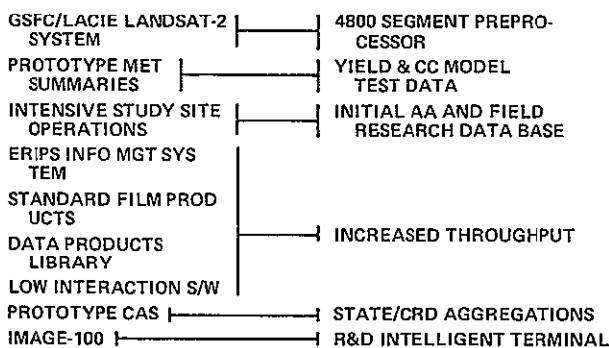 GSFC/LACIE LANDSAT-2 4800 SEGMENT PREPRO-
SYSTEM CESSOR
PROTOTYPE MET YIELD & CC MODEL
SUMMARIES TEST DATA
INTENSIVE STUDY SITE INITIAL AA AND FIELD
OPERATIONS RESEARCH DATA BASE
ERIPS INFO MGT SYS
TEM
STANDARD FILM PROD
UCTS
INCREASED THROUGHPUT
DATA PRODUCTS
LIBRARY
LOW INTERACTION S/W
PROTOTYPE CAS STATE/CRD AGGREGATIONS
IMAGE-100 R&D INTELLIGENT TERMINAL